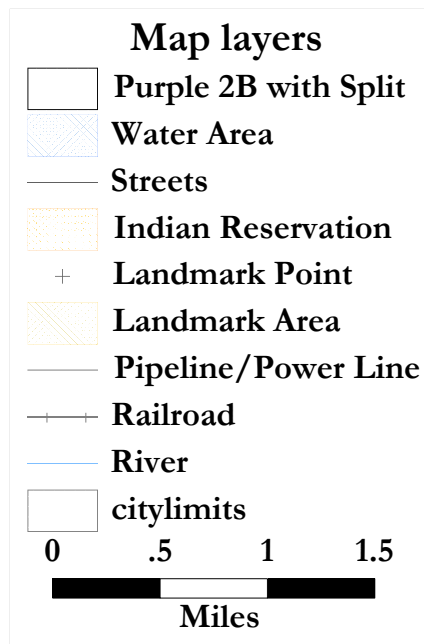 Map layers
Purple 2B with Split
Water Area
Streets
Indian Reservation
Landmark Point
Landmark Area
Pipeline/Power Line
Railroad
River
citylimits
0 .5 1 1.5
Miles